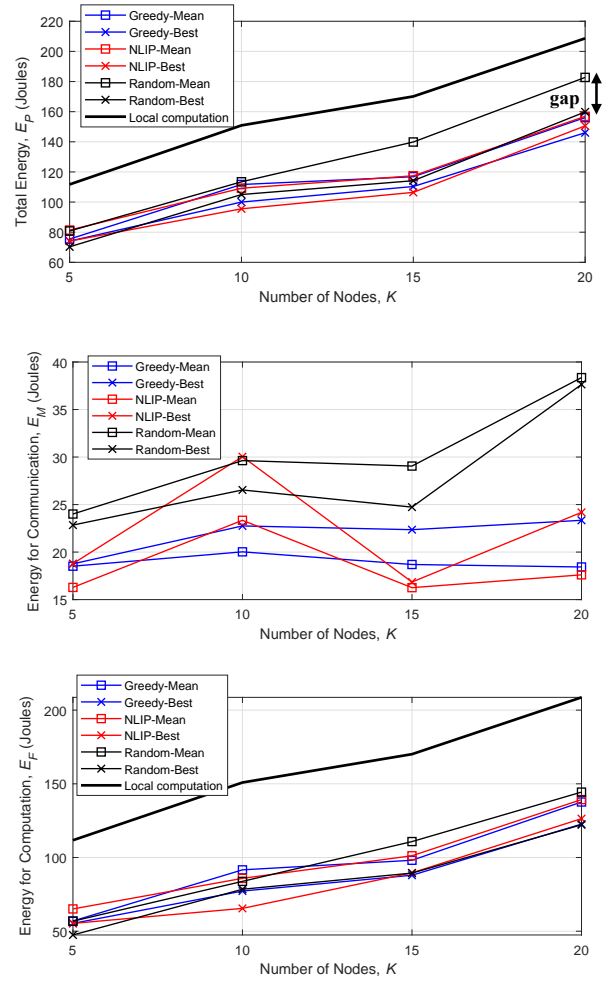 220
200
180
160
140
120
100
80
60
Total Energy, E_P (Joules)
Greedy-Mean
Greedy-Best
NLIP-Mean
NLIP-Best
Random-Mean
Random-Best
Local computation
gap
5
10
15
20
Number of Nodes, K
40
35
30
25
20
15
Energy for Communication, E_M (Joules)
Greedy-Mean
Greedy-Best
NLIP-Mean
NLIP-Best
Random-Mean
Random-Best
5
10
15
20
Number of Nodes, K
200
150
100
50
Energy for Computation, E_F (Joules)
Greedy-Mean
Greedy-Best
NLIP-Mean
NLIP-Best
Random-Mean
Random-Best
Local computation
5
10
15
20
Number of Nodes, K